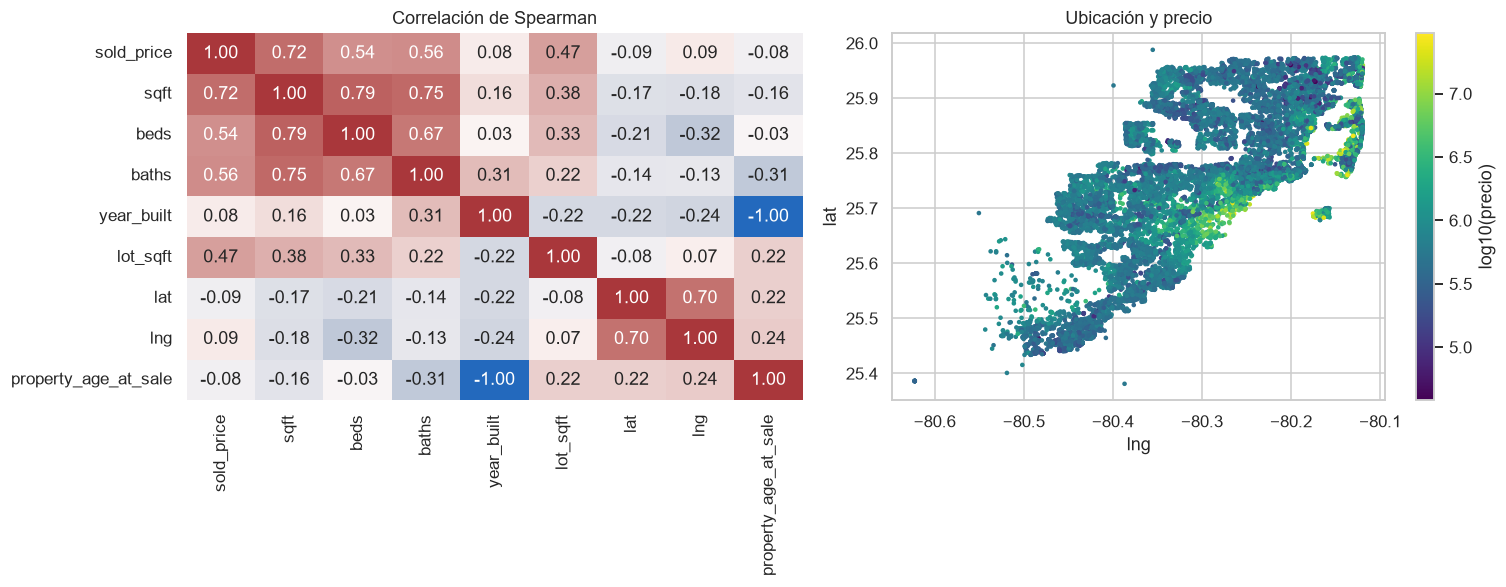 Correlación de Spearman
sold_price 1.00 0.72 0.54 0.56 0.08 0.47 -0.09 0.09 -0.08
sqft 0.72 1.00 0.79 0.75 0.16 0.38 -0.17 -0.18 -0.16
beds 0.54 0.79 1.00 0.67 0.03 0.33 -0.21 -0.32 -0.03
baths 0.56 0.75 0.67 1.00 0.31 0.22 -0.14 -0.13 -0.31
year_built 0.08 0.16 0.03 0.31 1.00 -0.22 -0.22 -0.24 -1.00
lot_sqft 0.47 0.38 0.33 0.22 -0.22 1.00 -0.08 0.07 0.22
lat -0.09 -0.17 -0.21 -0.14 -0.22 -0.08 1.00 0.70 0.22
lng 0.09 -0.18 -0.32 -0.13 -0.24 0.07 0.70 1.00 0.24
property_age_at_sale -0.08 -0.16 -0.03 -0.31 -1.00 0.22 0.22 0.24 1.00
sold_price
sqft
beds
baths
year_built
lot_sqft
lat
lng
property_age_at_sale
Ubicación y precio
lat
26.0
25.9
25.8
25.7
25.6
25.5
25.4
−80.6 −80.5 −80.4 −80.3 −80.2 −80.1
lng
7.0
6.5
6.0
5.5
5.0
log10(precio)